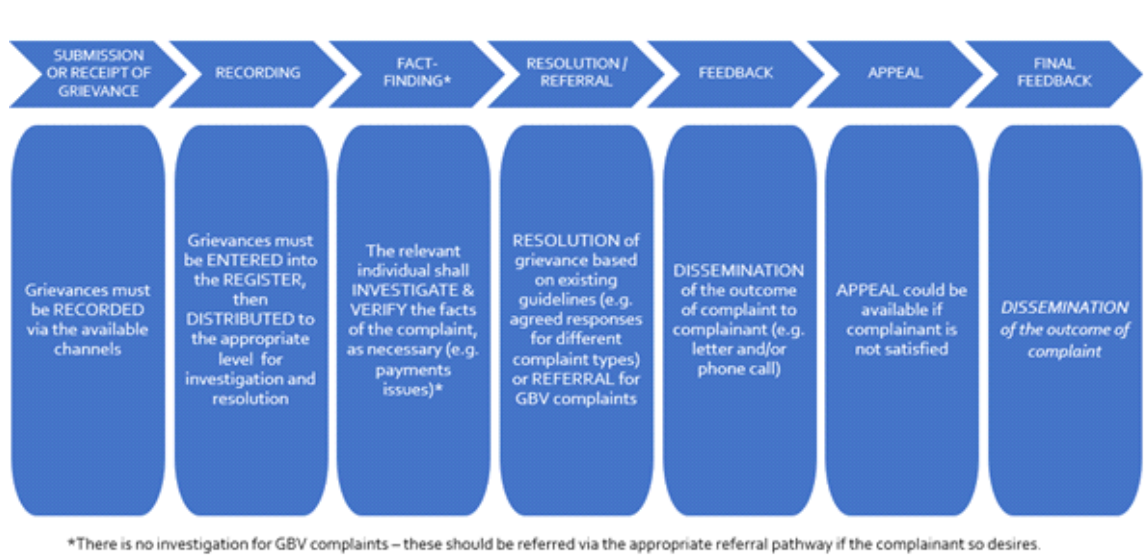 SUBMISSION
OR RECEIPT OF
GRIEVANCE
RECORDING
FACT-
FINDING*
RESOLUTION /
REFERRAL
FEEDBACK
APPEAL
FINAL
FEEDBACK
Grievances must
be RECORDED
via the available
channels
Grievances must
be ENTERED into
the REGISTER,
then
DISTRIBUTED to
the appropriate
level for
investigation and
resolution
The relevant
individual shall
INVESTIGATE &
VERIFY the facts
of the complaint,
as necessary (e.g.
payments
issues)*
RESOLUTION of
grievance based
on existing
guidelines (e.g.
agreed responses
for different
complaint types)
or REFERRAL for
GBV complaints
DISSEMINATION
of the outcome
of complaint to
complainant (e.g.
letter and/or
phone call)
APPEAL could be
available if
complainant is
not satisfied
DISSEMINATION
of the outcome of
complaint
*There is no investigation for GBV complaints – these should be referred via the appropriate referral pathway if the complainant so desires.